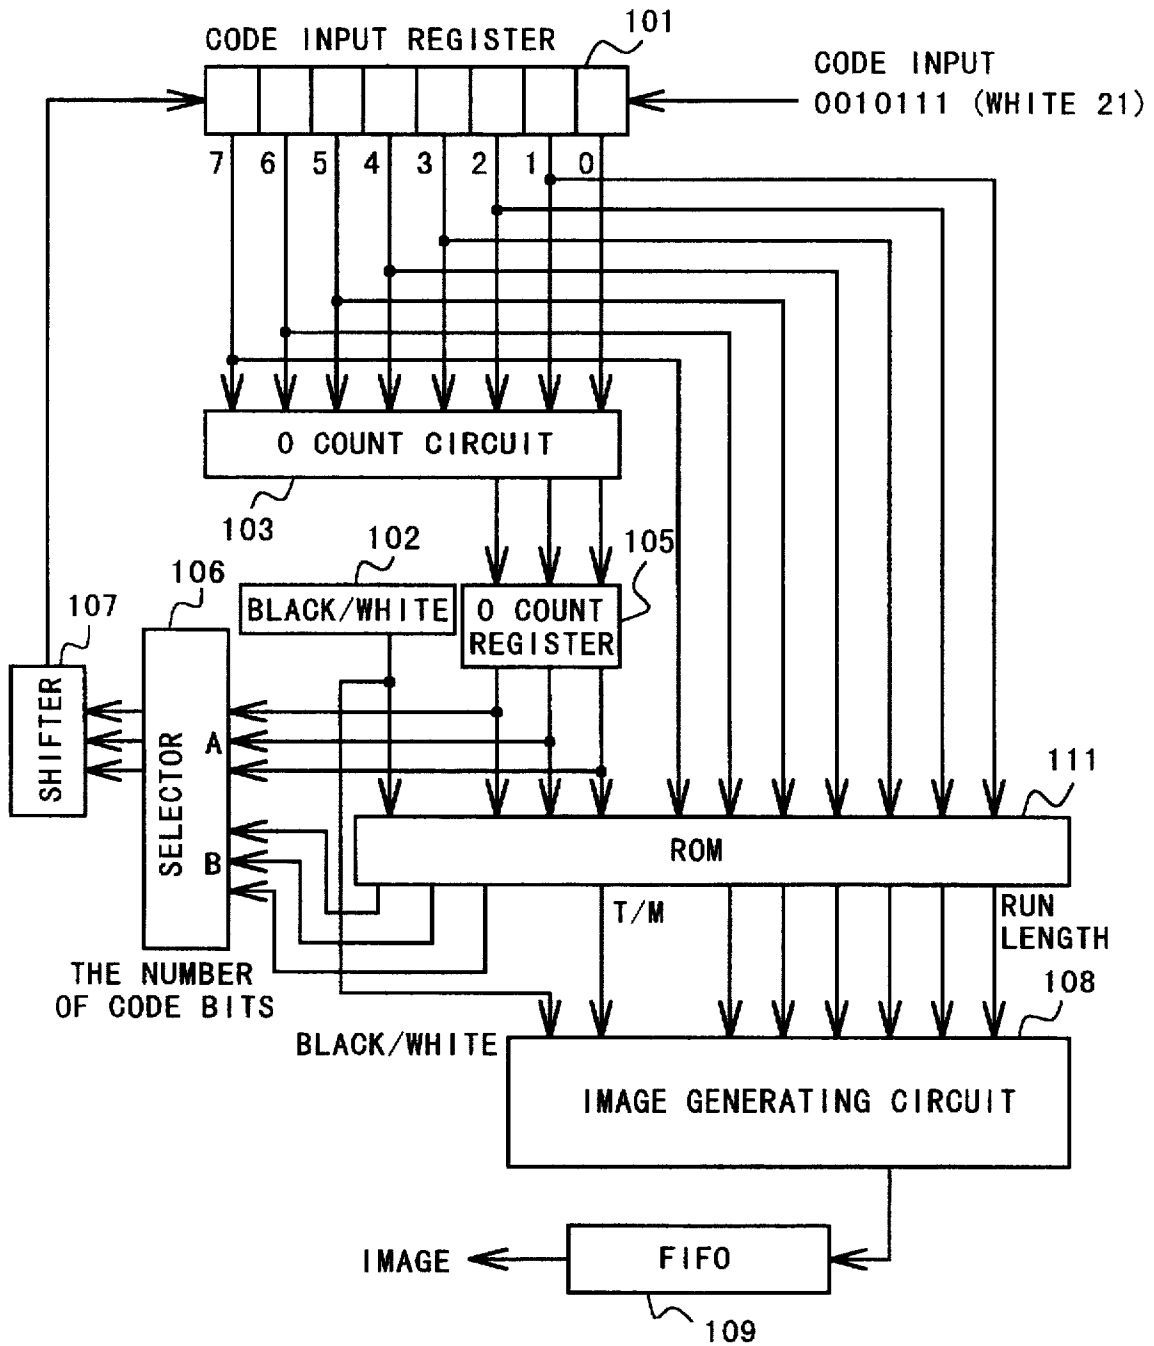 101
CODE INPUT REGISTER
CODE INPUT
0010111 (WHITE 21)
7 6 5 4 3 2 1 0
0 COUNT CIRCUIT
103
102
105
106
BLACK/WHITE
0 COUNT
REGISTER
107
SHIFTER
SELECTOR
A
B
111
ROM
T/M
RUN
LENGTH
THE NUMBER
OF CODE BITS
108
BLACK/WHITE
IMAGE GENERATING CIRCUIT
IMAGE
FIFO
109